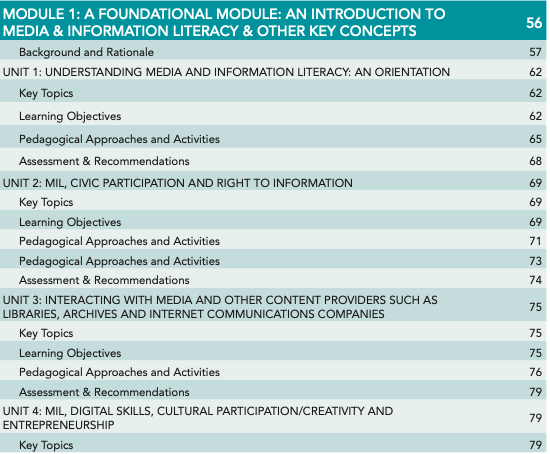 MODULE 1: A FOUNDATIONAL MODULE: AN INTRODUCTION TO
MEDIA & INFORMATION LITERACY & OTHER KEY CONCEPTS 56
Background and Rationale 57
UNIT 1: UNDERSTANDING MEDIA AND INFORMATION LITERACY: AN ORIENTATION 62
Key Topics 62
Learning Objectives 62
Pedagogical Approaches and Activities 65
Assessment & Recommendations 68
UNIT 2: MIL, CIVIC PARTICIPATION AND RIGHT TO INFORMATION 69
Key Topics 69
Learning Objectives 69
Pedagogical Approaches and Activities 71
Pedagogical Approaches and Activities 73
Assessment & Recommendations 74
UNIT 3: INTERACTING WITH MEDIA AND OTHER CONTENT PROVIDERS SUCH AS
LIBRARIES, ARCHIVES AND INTERNET COMMUNICATIONS COMPANIES 75
Key Topics 75
Learning Objectives 75
Pedagogical Approaches and Activities 76
Assessment & Recommendations 79
UNIT 4: MIL, DIGITAL SKILLS, CULTURAL PARTICIPATION/CREATIVITY AND
ENTREPRENEURSHIP 79
Key Topics 79